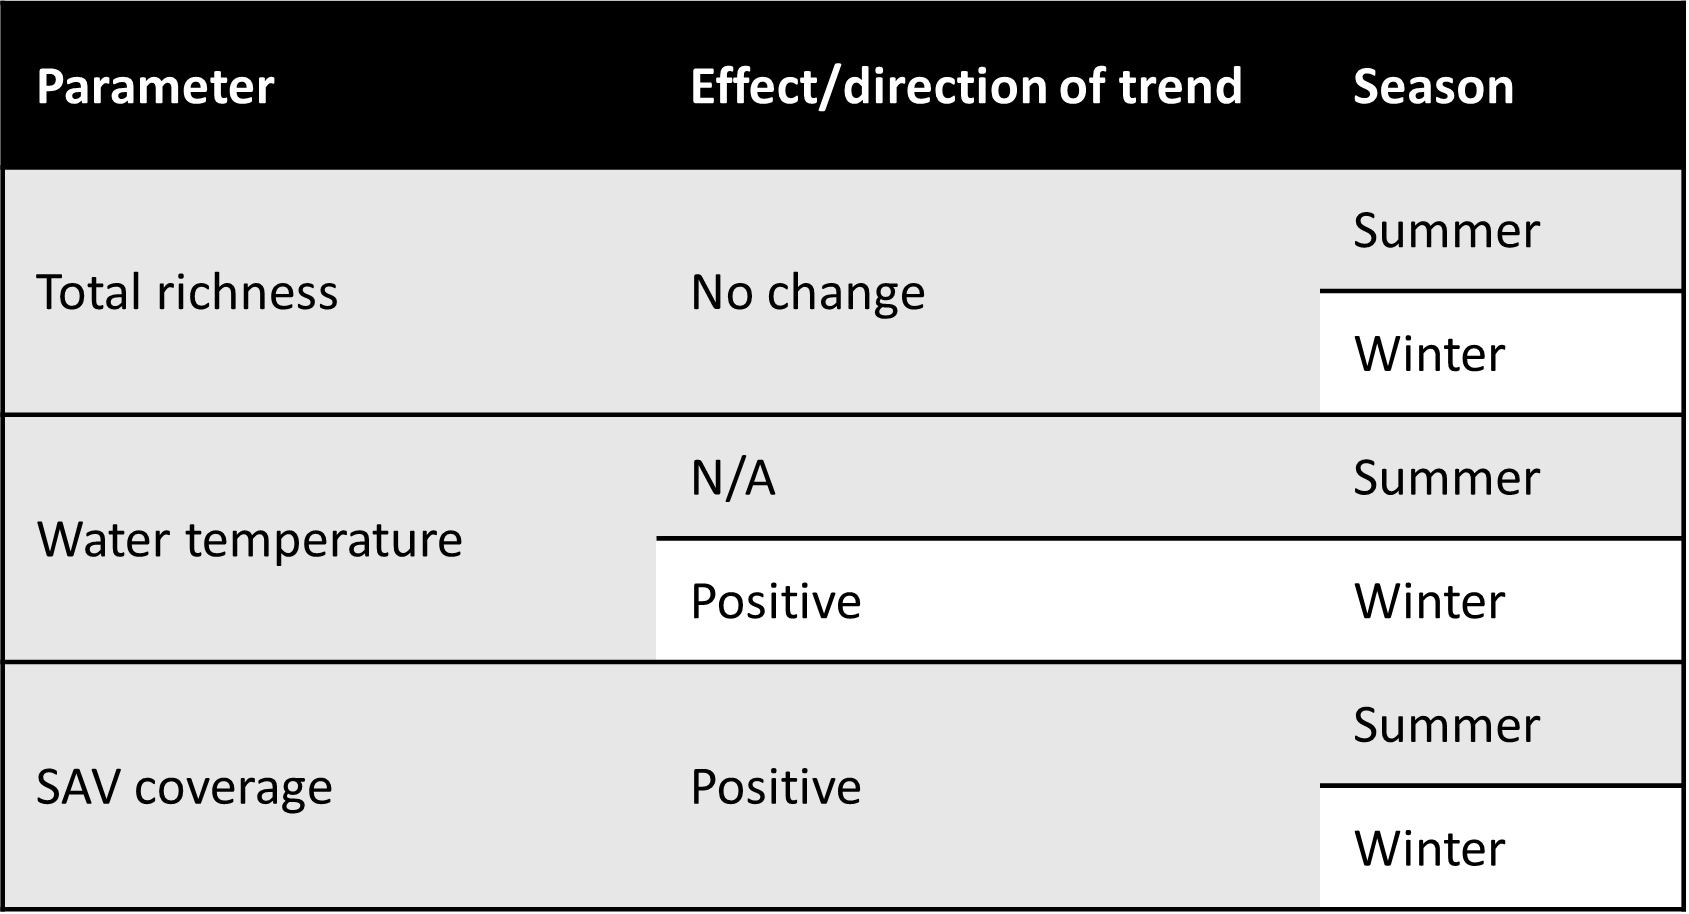 Parameter Effect/direction of trend Season
Summer
Total richness No change
Winter
N/A Summer
Water temperature
Positive Winter
Summer
SAV coverage Positive
Winter